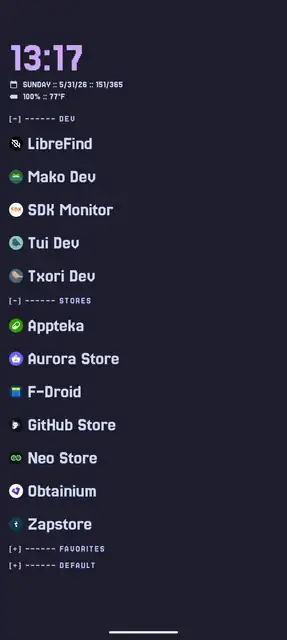 13:17
SUNDAY :: 5/31/26 :: 151/365
100% :: 77°F
[-] ------ DEV
LibreFind
Mako Dev
SDK Monitor
Tui Dev
Txori Dev
[-] ------ STORES
Appteka
Aurora Store
F-Droid
GitHub Store
Neo Store
Obtainium
Zapstore
[+] ------ FAVORITES
[+] ------ DEFAULT